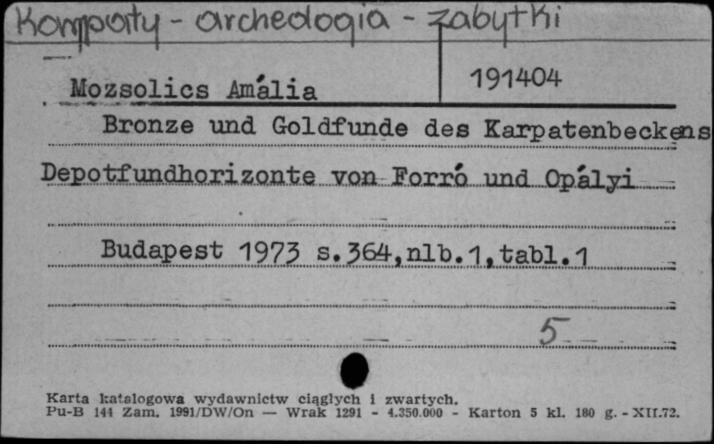 Karpaty - archeologia - zabytki
Mozsolics Amália
191404
Bronze und Goldfunde des Karpatenbeckens
Depotfundhorizonte von Forró und Opályi
Budapest 1973 s.364,nlb.1,tabl.1
5
Karta katalogowa wydawnictw ciągłych i zwartych.
Pu-B 144 Zam. 1991/DW/On — Wrak 1291 - 4.350.000 - Karton 5 kl. 180 g. - XII.72.